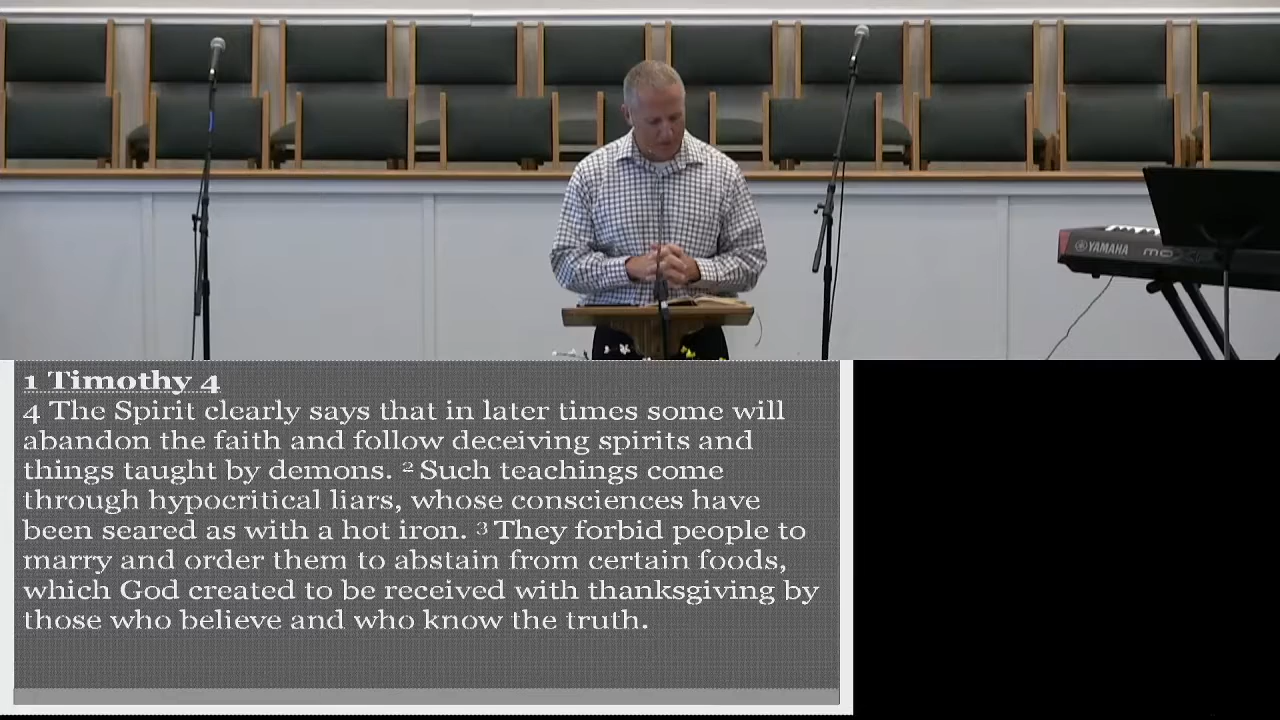 YAMAHA
MOX
1 Timothy 4
4 The Spirit clearly says that in later times some will
abandon the faith and follow deceiving spirits and
things taught by demons. 2 Such teachings come
through hypocritical liars, whose consciences have
been seared as with a hot iron. 3 They forbid people to
marry and order them to abstain from certain foods,
which God created to be received with thanksgiving by
those who believe and who know the truth.